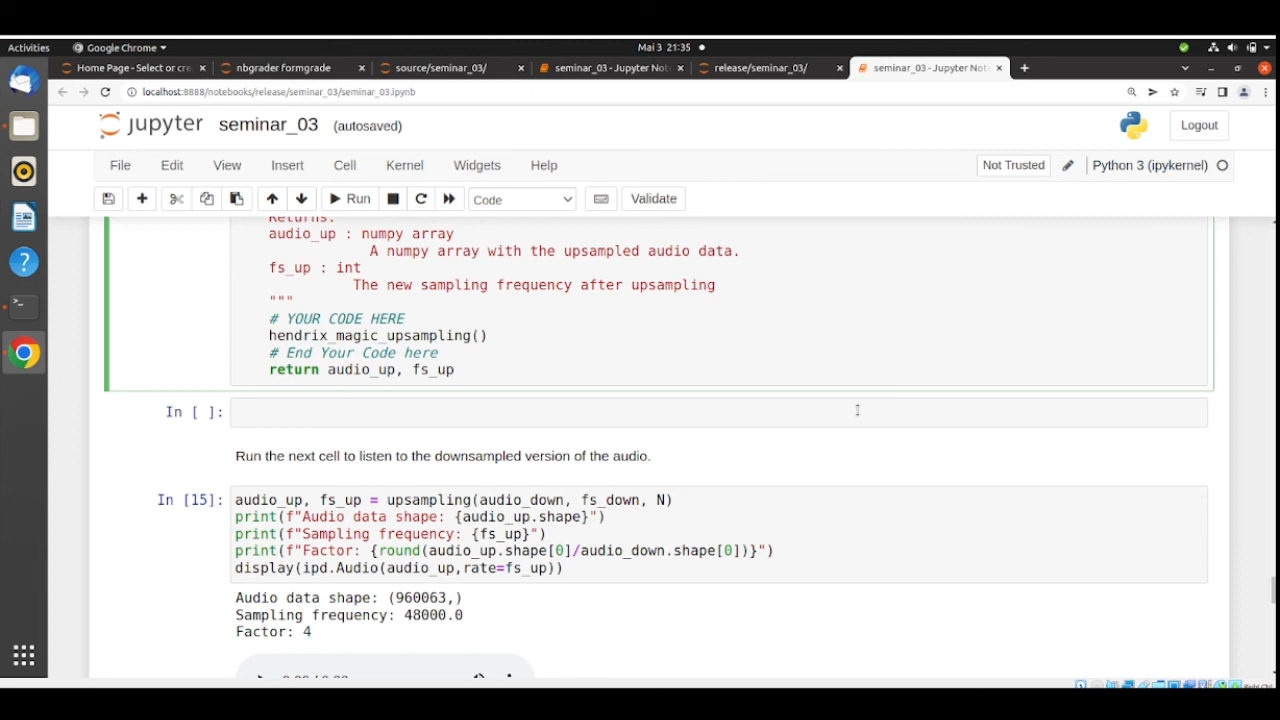 Activities Google Chrome Mai 3 21:35
Home Page - Select or cre nbgrader formgrade source/seminar_03/ seminar_03 - Jupyter Not release/seminar_03/ seminar_03 - Jupyter Not
localhost:8888/notebooks/release/seminar_03/seminar_03.ipynb
jupyter seminar_03 (autosaved) Logout
File Edit View Insert Cell Kernel Widgets Help Not Trusted Python 3 (ipykernel)
Run Code Validate
Returns:
audio_up : numpy array
A numpy array with the upsampled audio data.
fs_up : int
The new sampling frequency after upsampling
"""
# YOUR CODE HERE
hendrix_magic_upsampling()
# End Your Code here
return audio_up, fs_up
In [ ]:
Run the next cell to listen to the downsampled version of the audio.
In [15]: audio_up, fs_up = upsampling(audio_down, fs_down, N)
print(f"Audio data shape: {audio_up.shape}")
print(f"Sampling frequency: {fs_up}")
print(f"Factor: {round(audio_up.shape[0]/audio_down.shape[0])}")
display(ipd.Audio(audio_up,rate=fs_up))
Audio data shape: (960063,)
Sampling frequency: 48000.0
Factor: 4